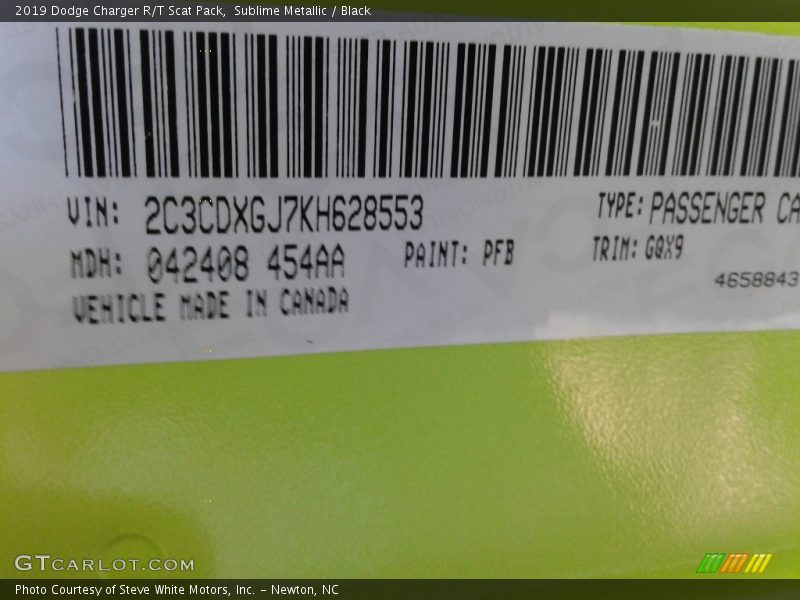 2019 Dodge Charger R/T Scat Pack, Sublime Metallic / Black
VIN: 2C3CDXGJ7KH628553
TYPE: PASSENGER CA
MDH: 042408 454AA
PAINT: PFB
TRIM: GQX9
4658843
VEHICLE MADE IN CANADA
GTCARLOT.COM
Photo Courtesy of Steve White Motors, Inc. - Newton, NC